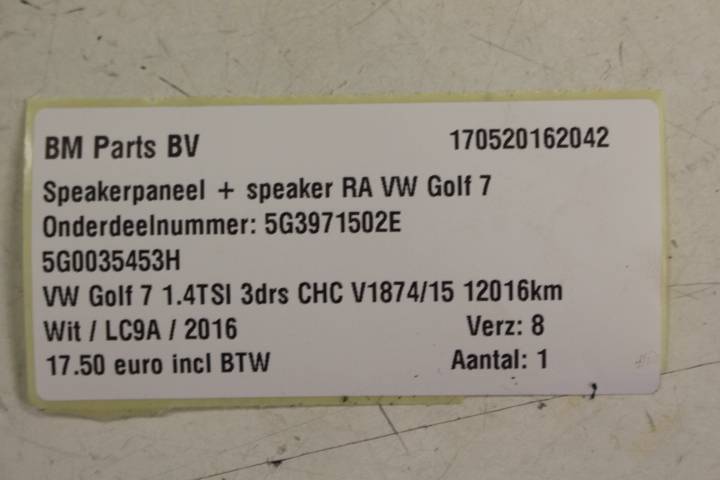 BM Parts BV 170520162042
Speakerpaneel + speaker RA VW Golf 7
Onderdeelnummer: 5G3971502E
5G0035453H
VW Golf 7 1.4TSI 3drs CHC V1874/15 12016km
Wit / LC9A / 2016 Verz: 8
17.50 euro incl BTW Aantal: 1